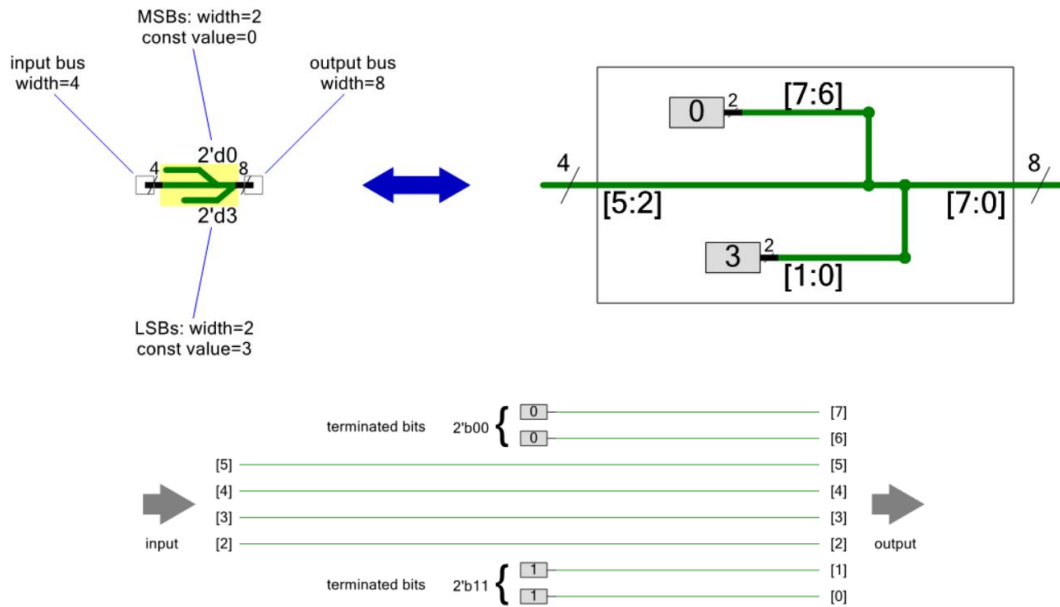 MSBs: width=2
const value=0
input bus
width=4
output bus
width=8
2'd0
4
8
2'd3
LSBs: width=2
const value=3
0
2
[7:6]
4
8
[5:2]
[7:0]
3
2
[1:0]
terminated bits
2'b00
{
0
[7]
0
[6]
[5]
[5]
[4]
[4]
[3]
[3]
input
[2]
[2]
output
terminated bits
2'b11
{
1
[1]
1
[0]